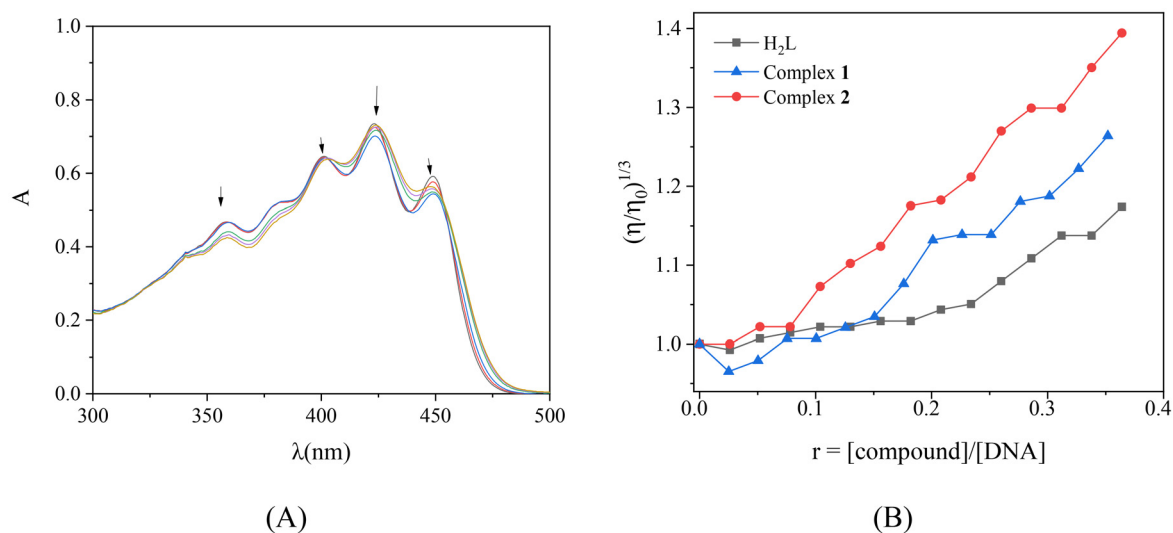 1.0
0.8
0.6
0.4
0.2
0.0
A
300
350
400
450
500
λ(nm)
(A)
1.4
1.3
1.2
1.1
1.0
(η/η₀)^1/3
H₂L
Complex 1
Complex 2
0.0
0.1
0.2
0.3
0.4
r = [compound]/[DNA]
(B)